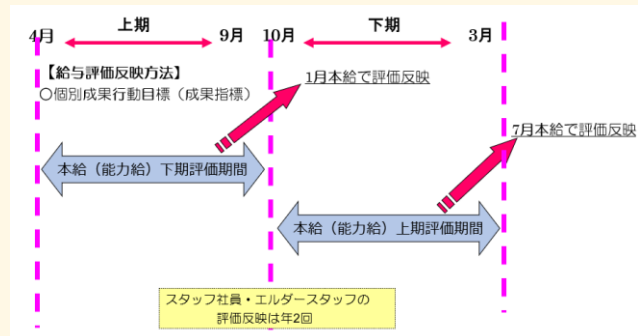 上期
下期
4月
9月
10月
3月
【給与評価反映方法】
○個別成果行動目標（成果指標）
1月本給で評価反映
7月本給で評価反映
本給（能力給）下期評価期間
本給（能力給）上期評価期間
スタッフ社員・エルダースタッフの
評価反映は年2回